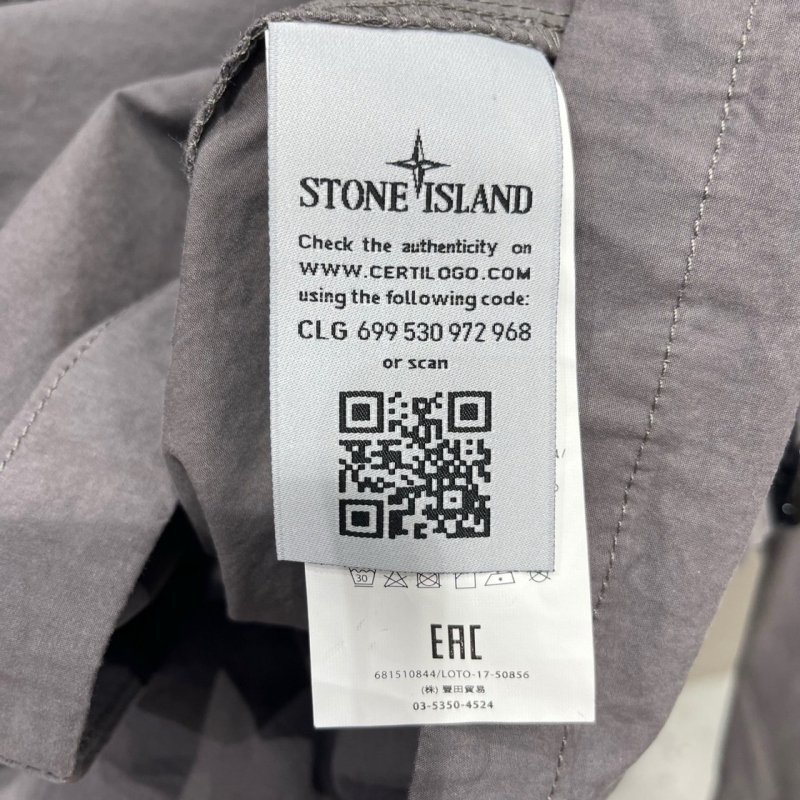 STONE ISLAND
Check the authenticity on
WWW.CERTILOGO.COM
using the following code:
CLG 699 530 972 968
or scan
30
EAC
681510844/LOTO-17-50856
(株) 豐田貿易
03-5350-4524